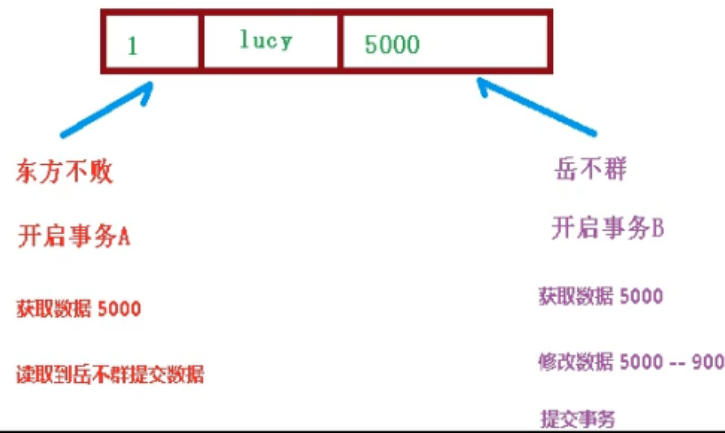 1 lucy 5000
东方不败
开启事务A
获取数据 5000
读取到岳不群提交数据
岳不群
开启事务B
获取数据 5000
修改数据 5000 -- 900
提交事务